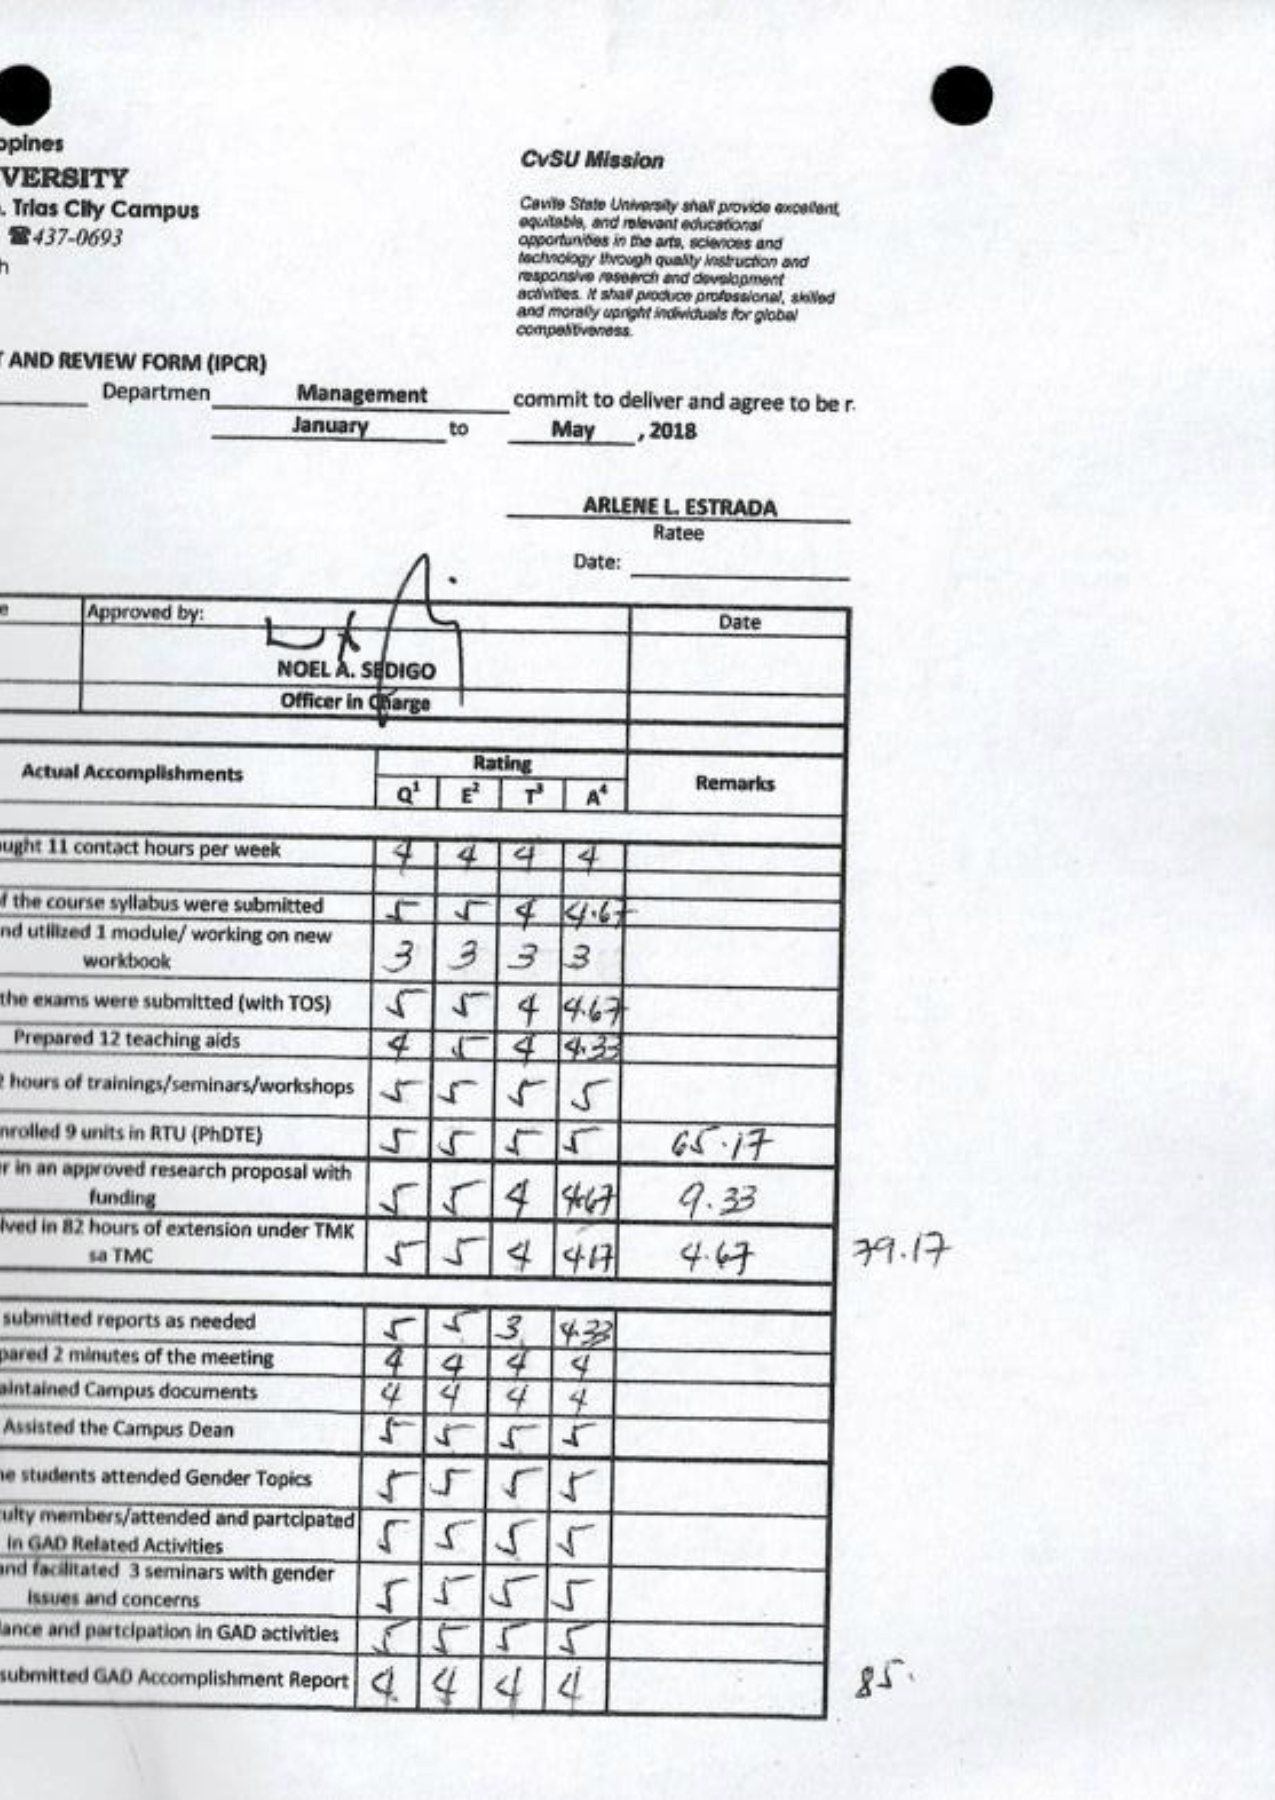 ppines
VERSITY
. Trias City Campus
☎437-0693
h
CvSU Mission
Cavite State University shall provide excellent,
equitable, and relevant educational
opportunities in the arts, sciences and
technology through quality instruction and
responsive research and development
activities. It shall produce professional, skilled
and morally upright individuals for global
competitiveness.
T AND REVIEW FORM (IPCR)
Departmen Management commit to deliver and agree to be r.
January to May , 2018
ARLENE L. ESTRADA
Ratee
Date:
e Approved by: Date
NOEL A. SEDIGO
Officer in Charge
Actual Accomplishments Rating Remarks
Q¹ E² T³ A⁴
ught 11 contact hours per week 4 4 4 4
f the course syllabus were submitted 5 5 4 4.67
nd utilized 1 module/ working on new
workbook 3 3 3 3
the exams were submitted (with TOS) 5 5 4 4.67
Prepared 12 teaching aids 4 5 4 4.33
2 hours of trainings/seminars/workshops 5 5 5 5
nrolled 9 units in RTU (PhDTE) 5 5 5 5 65.17
r in an approved research proposal with
funding 5 5 4 4.67 9.33
lved in 82 hours of extension under TMK
sa TMC 5 5 4 4.17 4.67 79.17
submitted reports as needed 5 5 3 4.33
pared 2 minutes of the meeting 4 4 4 4
aintained Campus documents 4 4 4 4
Assisted the Campus Dean 5 5 5 5
ne students attended Gender Topics 5 5 5 5
ulty members/attended and partcipated
in GAD Related Activities 5 5 5 5
and facilitated 3 seminars with gender
issues and concerns 5 5 5 5
lance and partcipation in GAD activities 5 5 5 5
submitted GAD Accomplishment Report 4 4 4 4 85.